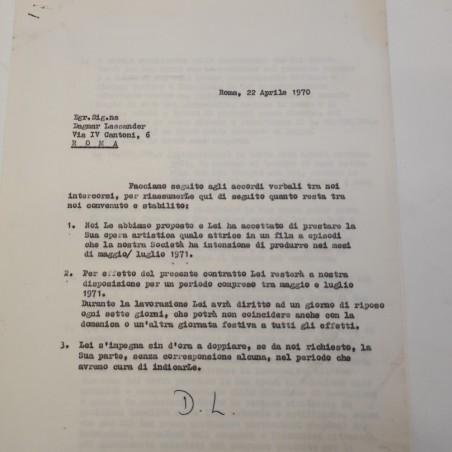 Roma, 22 Aprile 1970
Egr.Sig.na
Dagmar Lassander
Via IV Cantoni, 6
R O M A
Facciamo seguito agli accordi verbali tra noi
intercorsi, per riassumerLe qui di seguito quanto resta tra
noi convenuto e stabilito:
1. Noi Le abbiamo proposto e Lei ha accettato di prestare la
Sua opera artistica quale attrice in un film a episodi
che la nostra Società ha intensione di produrre nei mesi
di maggio/ luglio 1971.
2. Per effetto del presente contratto Lei resterà a nostra
disposizione per un periodo compreso tra maggio e luglio
1971.
Durante la lavorazione Lei avrà diritto ad un giorno di riposo
ogni sette giorni, che potrà non coincidere anche con la
domenica o un'altra giornata festiva a tutti gli effetti.
3. Lei s'impegna sin d'ora a doppiare, se da noi richiesto, la
Sua parte, senza corresponsione alcuna, nel periodo che
avremo cura di indicarLe.
D.L.